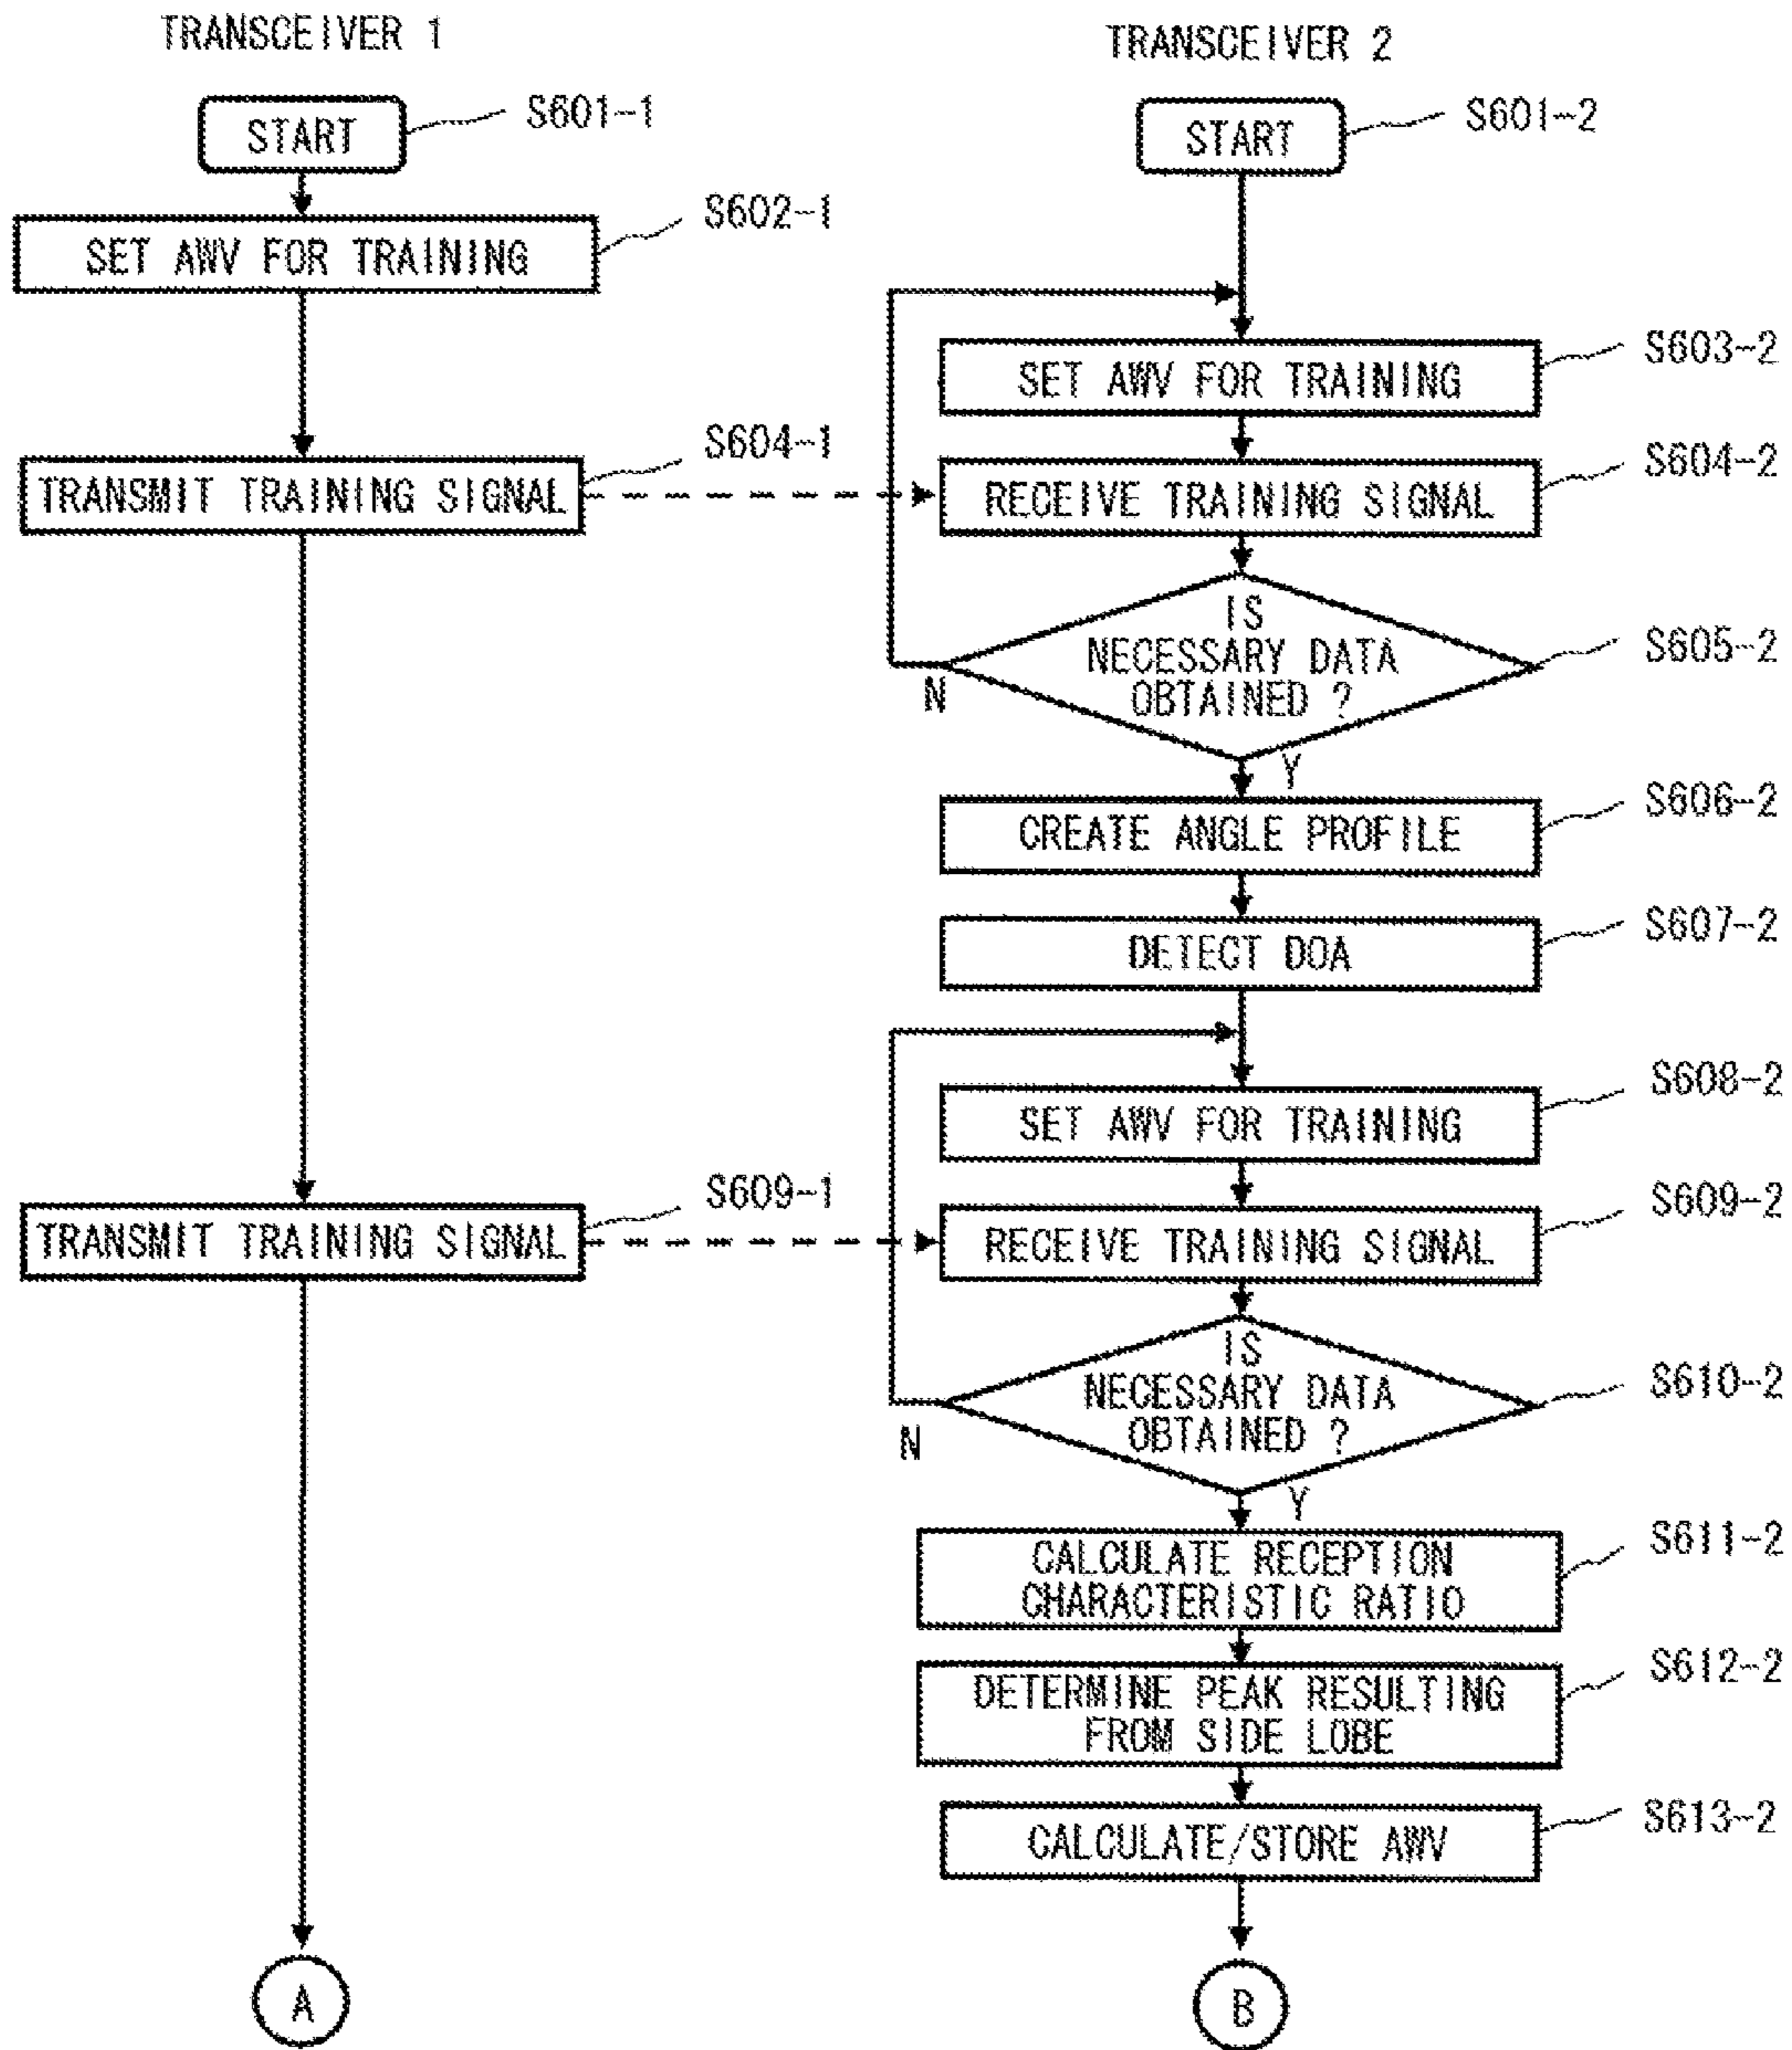 TRANSCEIVER 1
TRANSCEIVER 2
START
S601-1
START
S601-2
SET AWV FOR TRAINING
S602-1
SET AWV FOR TRAINING
S603-2
TRANSMIT TRAINING SIGNAL
S604-1
RECEIVE TRAINING SIGNAL
S604-2
IS
NECESSARY DATA
OBTAINED ?
S605-2
N
Y
CREATE ANGLE PROFILE
S606-2
DETECT DOA
S607-2
SET AWV FOR TRAINING
S608-2
TRANSMIT TRAINING SIGNAL
S609-1
RECEIVE TRAINING SIGNAL
S609-2
IS
NECESSARY DATA
OBTAINED ?
S610-2
N
Y
CALCULATE RECEPTION
CHARACTERISTIC RATIO
S611-2
DETERMINE PEAK RESULTING
FROM SIDE LOBE
S612-2
CALCULATE/STORE AWV
S613-2
A
B